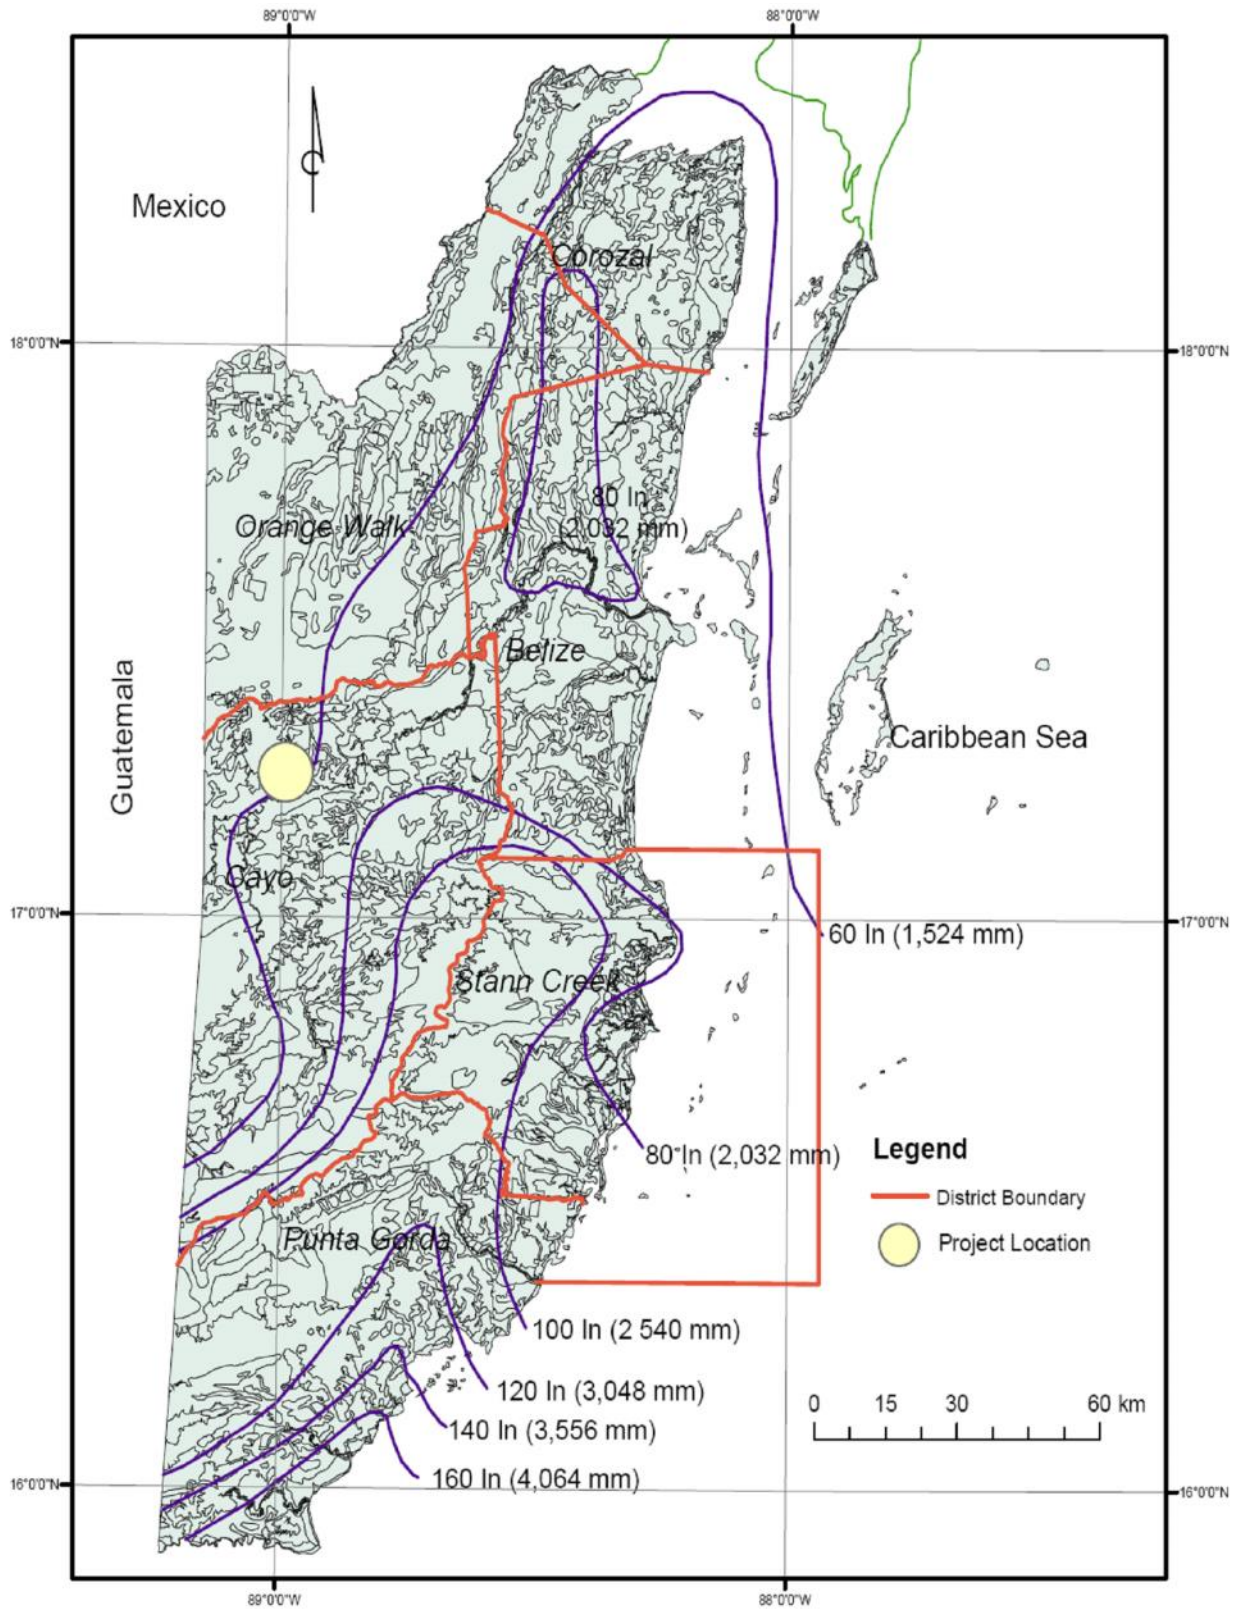 89°0'0"W
88°0'0"W
Mexico
Corozal
18°0'0"N
18°0'0"N
80 In
(2,032 mm)
Orange Walk
Belize
Guatemala
Caribbean Sea
Cayo
17°0'0"N
17°0'0"N
60 In (1,524 mm)
Stann Creek
80 In (2,032 mm)
Legend
District Boundary
Project Location
Punta Gorda
100 In (2 540 mm)
120 In (3,048 mm)
140 In (3,556 mm)
160 In (4,064 mm)
0 15 30 60 km
16°0'0"N
16°0'0"N
89°0'0"W
88°0'0"W